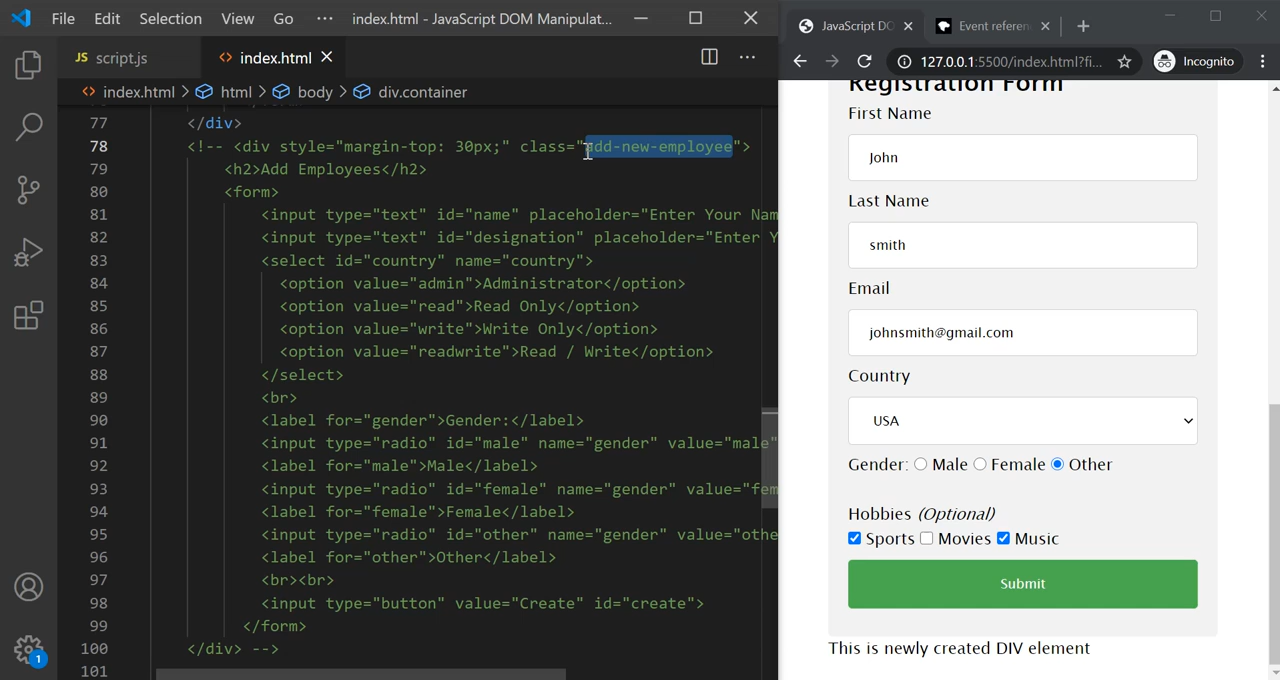 File Edit Selection View Go ··· index.html - JavaScript DOM Manipulat...
JS script.js
<> index.html
<> index.html > html > body > div.container
77 </div>
78 <!-- <div style="margin-top: 30px;" class="add-new-employee">
79 <h2>Add Employees</h2>
80 <form>
81 <input type="text" id="name" placeholder="Enter Your Nam
82 <input type="text" id="designation" placeholder="Enter Y
83 <select id="country" name="country">
84 <option value="admin">Administrator</option>
85 <option value="read">Read Only</option>
86 <option value="write">Write Only</option>
87 <option value="readwrite">Read / Write</option>
88 </select>
89 <br>
90 <label for="gender">Gender:</label>
91 <input type="radio" id="male" name="gender" value="male"
92 <label for="male">Male</label>
93 <input type="radio" id="female" name="gender" value="fem
94 <label for="female">Female</label>
95 <input type="radio" id="other" name="gender" value="othe
96 <label for="other">Other</label>
97 <br><br>
98 <input type="button" value="Create" id="create">
99 </form>
100 </div> -->
101
1
JavaScript DO
Event referen
127.0.0.1:5500/index.html?fi...
Incognito
Registration Form
First Name
John
Last Name
smith
Email
johnsmith@gmail.com
Country
USA
Gender: Male Female Other
Hobbies (Optional)
Sports Movies Music
Submit
This is newly created DIV element